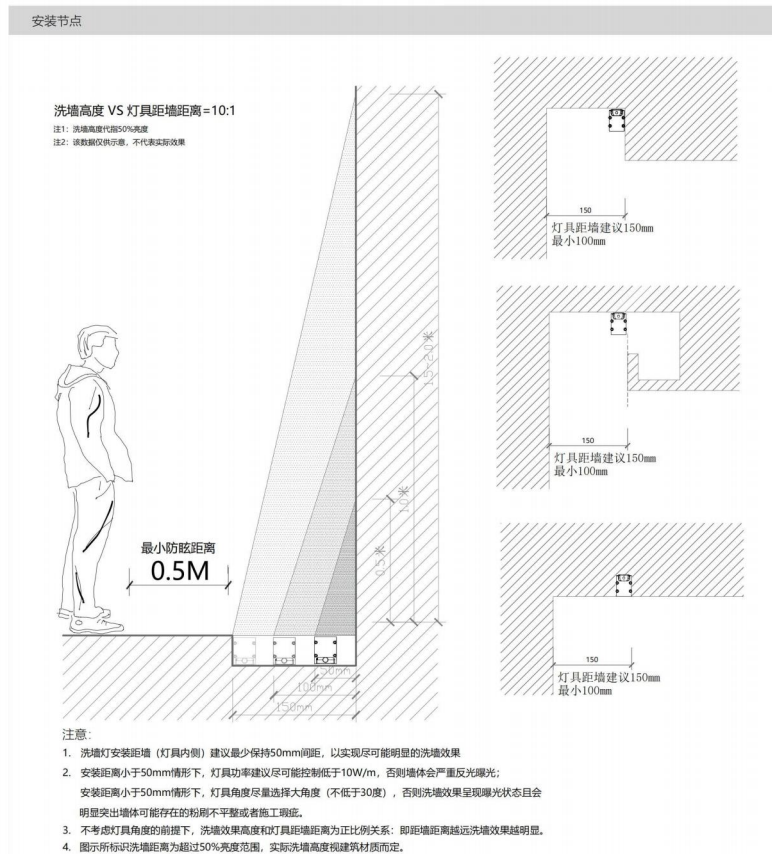 安装节点
洗墙高度 VS 灯具距墙距离=10:1
注1：洗墙高度代指50%亮度
注2：该数据仅供示意，不代表实际效果
150
灯具距墙建议150mm
最小100mm
1.5-2.0米
150
灯具距墙建议150mm
最小100mm
1.0米
0.5米
最小防眩距离
0.5M
150
灯具距墙建议150mm
最小100mm
50mm
100mm
150mm
注意:
1. 洗墙灯安装距墙（灯具内侧）建议最少保持50mm间距，以实现尽可能明显的洗墙效果
2. 安装距离小于50mm情形下，灯具功率建议尽可能控制低于10W/m，否则墙体会严重反光曝光；
安装距离小于50mm情形下，灯具角度尽量选择大角度（不低于30度）,否则洗墙效果呈现曝光状态且会
明显突出墙体可能存在的粉刷不平整或者施工瑕疵。
3. 不考虑灯具角度的前提下，洗墙效果高度和灯具距墙距离为正比例关系：即距墙距离越远洗墙效果越明显。
4. 图示所标识洗墙距离为超过50%亮度范围，实际洗墙高度视建筑材质而定。